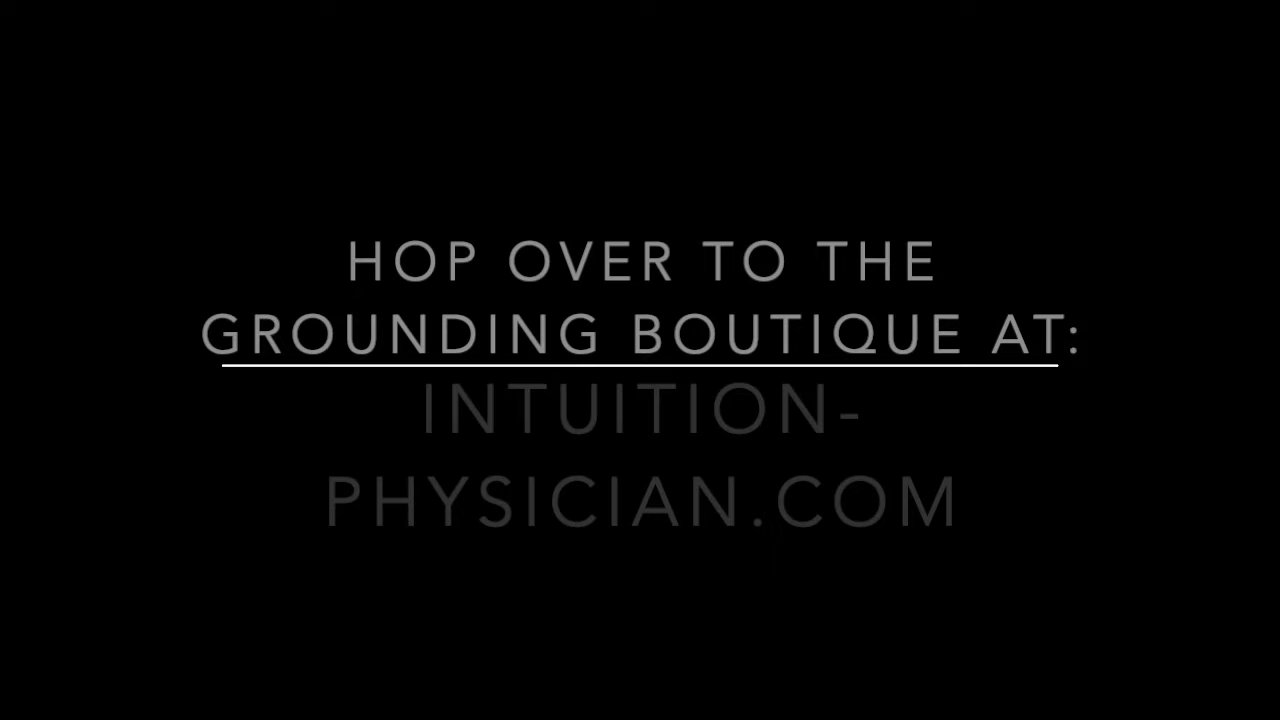 HOP OVER TO THE
GROUNDING BOUTIQUE AT:
INTUITION-
PHYSICIAN.COM